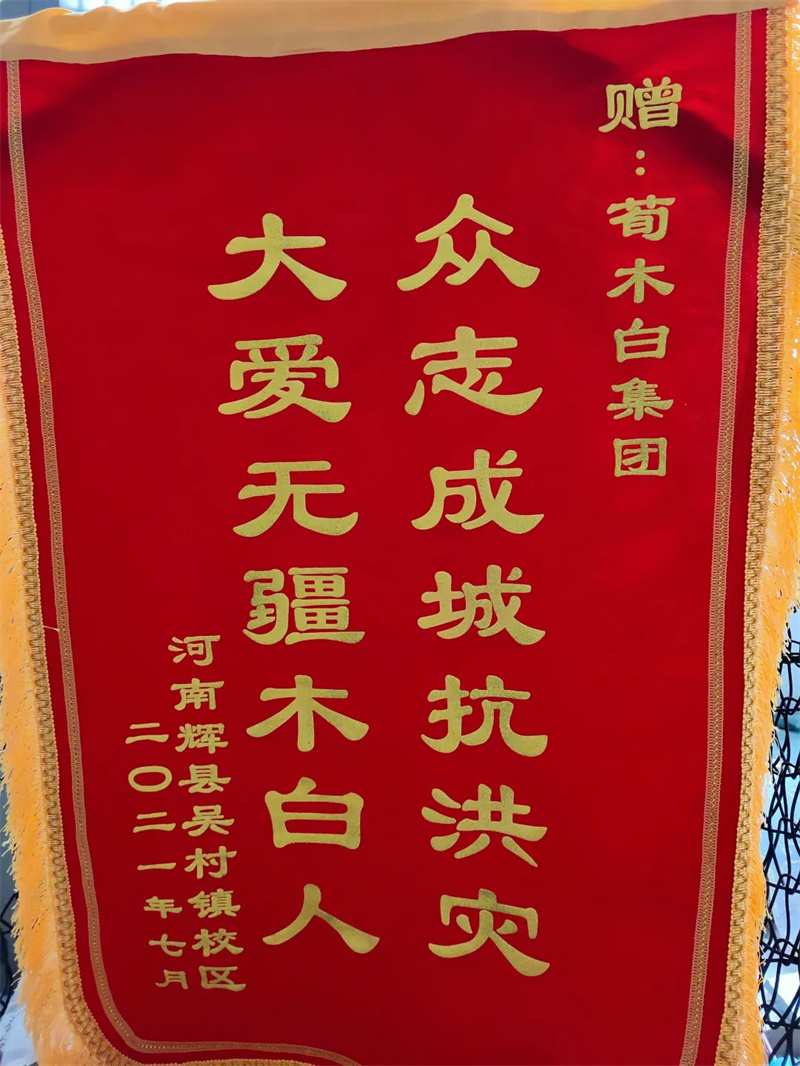 赠：荀木白集团
众志成城抗洪灾
大爱无疆木白人
河南辉县吴村镇校区
二〇二一年七月